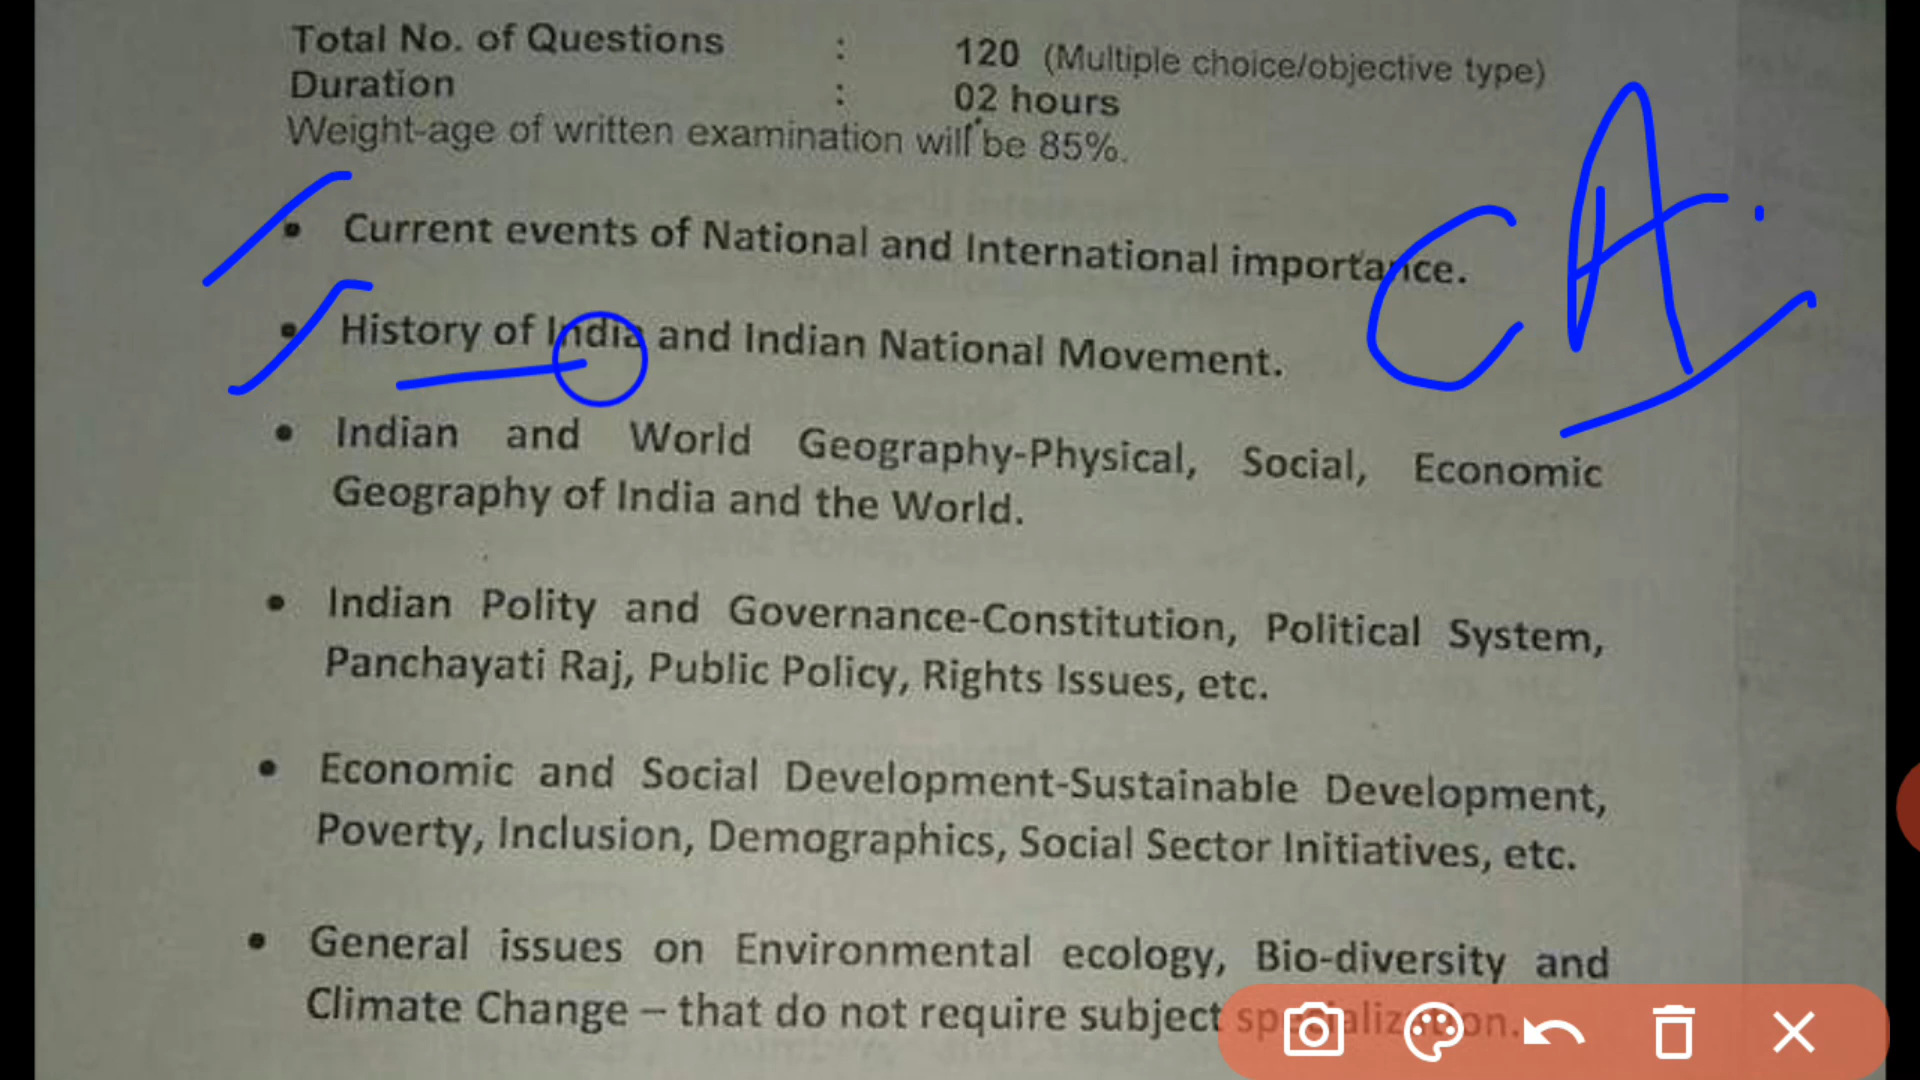 Total No. of Questions : 120 (Multiple choice/objective type)
Duration : 02 hours
Weight-age of written examination will be 85%.
• Current events of National and International importance.
CA.
• History of India and Indian National Movement.
• Indian and World Geography-Physical, Social, Economic
Geography of India and the World.
• Indian Polity and Governance-Constitution, Political System,
Panchayati Raj, Public Policy, Rights Issues, etc.
• Economic and Social Development-Sustainable Development,
Poverty, Inclusion, Demographics, Social Sector Initiatives, etc.
• General issues on Environmental ecology, Bio-diversity and
Climate Change – that do not require subject specialization.